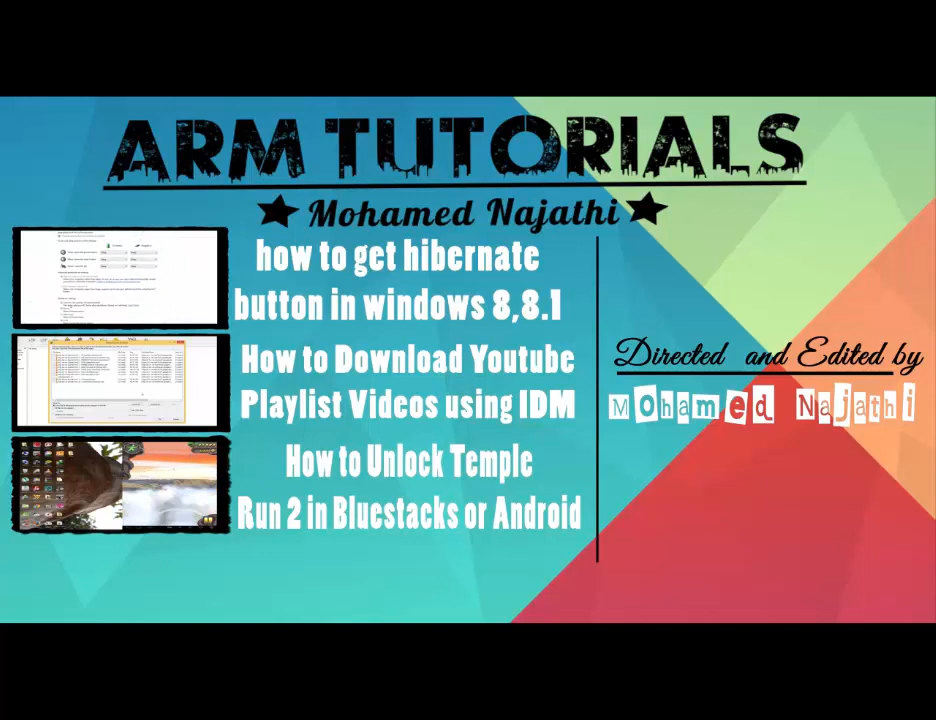 ARM TUTORIALS
Mohamed Najathi
how to get hibernate
button in windows 8,8.1
How to Download Yotube
Playlist Videos using IDM
How to Unlock Temple
Run 2 in Bluestacks or Android
Directed and Edited by
Mohamed Najathi